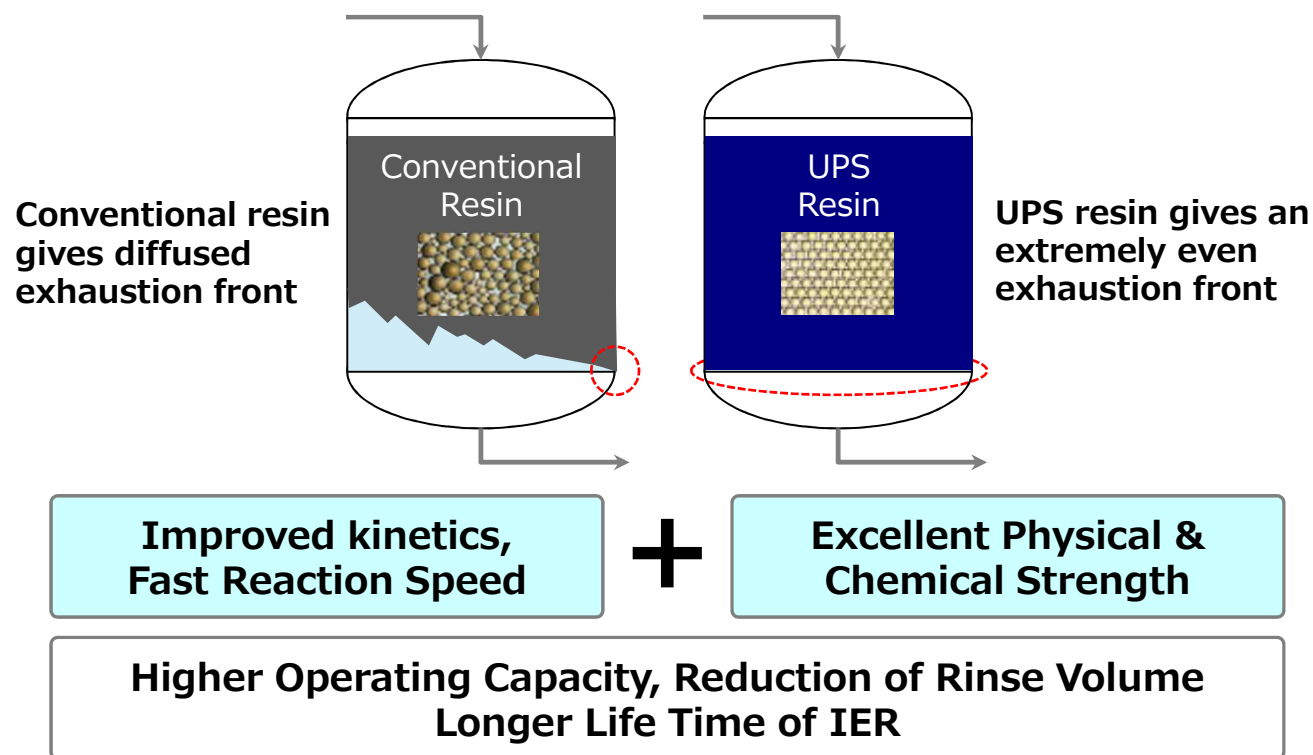 Conventional
Resin
UPS
Resin
Conventional resin
gives diffused
exhaustion front
UPS resin gives an
extremely even
exhaustion front
Improved kinetics,
Fast Reaction Speed
+
Excellent Physical &
Chemical Strength
Higher Operating Capacity, Reduction of Rinse Volume
Longer Life Time of IER